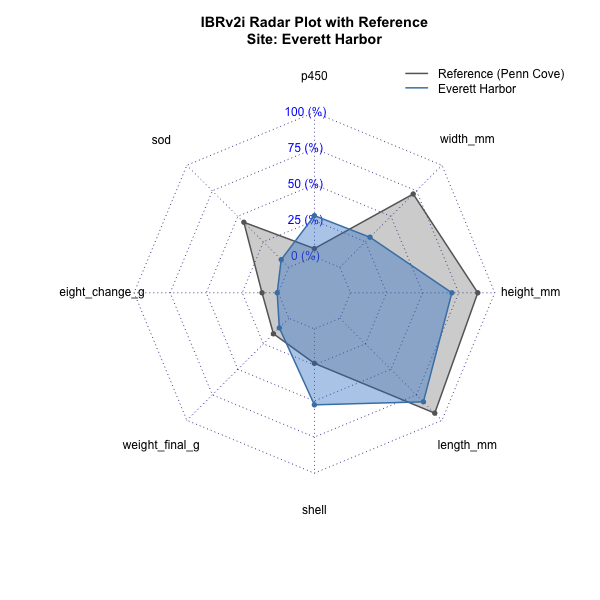 IBRv2i Radar Plot with Reference
Site: Everett Harbor
p450
Reference (Penn Cove)
Everett Harbor
100 (%)
sod
width_mm
75 (%)
50 (%)
25 (%)
0 (%)
eight_change_g
height_mm
weight_final_g
length_mm
shell